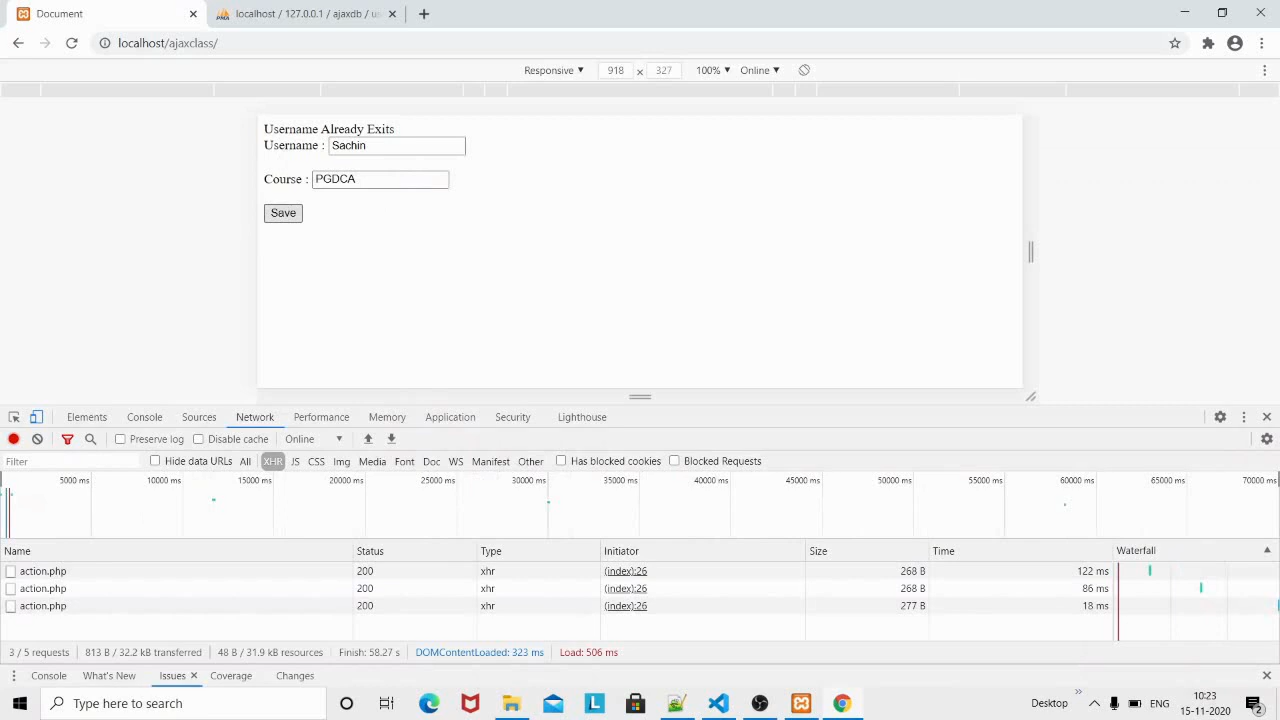 Document
localhost / 127.0.0.1 / ajaxdb / u
localhost/ajaxclass/
Responsive 918 × 327 100% Online
Username Already Exits
Username : Sachin
Course : PGDCA
Save
Elements Console Sources Network Performance Memory Application Security Lighthouse
Preserve log Disable cache Online
Filter Hide data URLs All XHR JS CSS Img Media Font Doc WS Manifest Other Has blocked cookies Blocked Requests
5000 ms 10000 ms 15000 ms 20000 ms 25000 ms 30000 ms 35000 ms 40000 ms 45000 ms 50000 ms 55000 ms 60000 ms 65000 ms 70000 ms
Name Status Type Initiator Size Time Waterfall
action.php 200 xhr (index):26 268 B 122 ms
action.php 200 xhr (index):26 268 B 86 ms
action.php 200 xhr (index):26 277 B 18 ms
3 / 5 requests 813 B / 32.2 kB transferred 48 B / 31.9 kB resources Finish: 58.27 s DOMContentLoaded: 323 ms Load: 506 ms
Console What's New Issues Coverage Changes
Type here to search
Desktop » ENG 10:23
15-11-2020 2